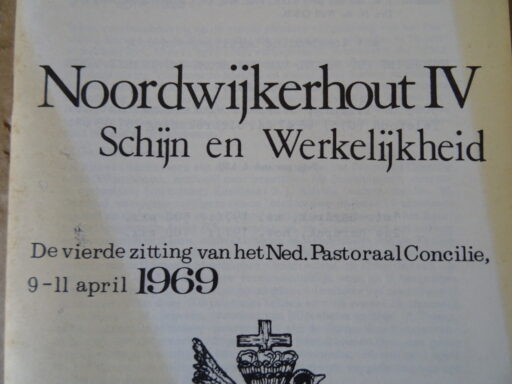 Noordwijkerhout IV
Schijn en Werkelijkheid
De vierde zitting van het Ned. Pastoraal Concilie,
9-11 april 1969